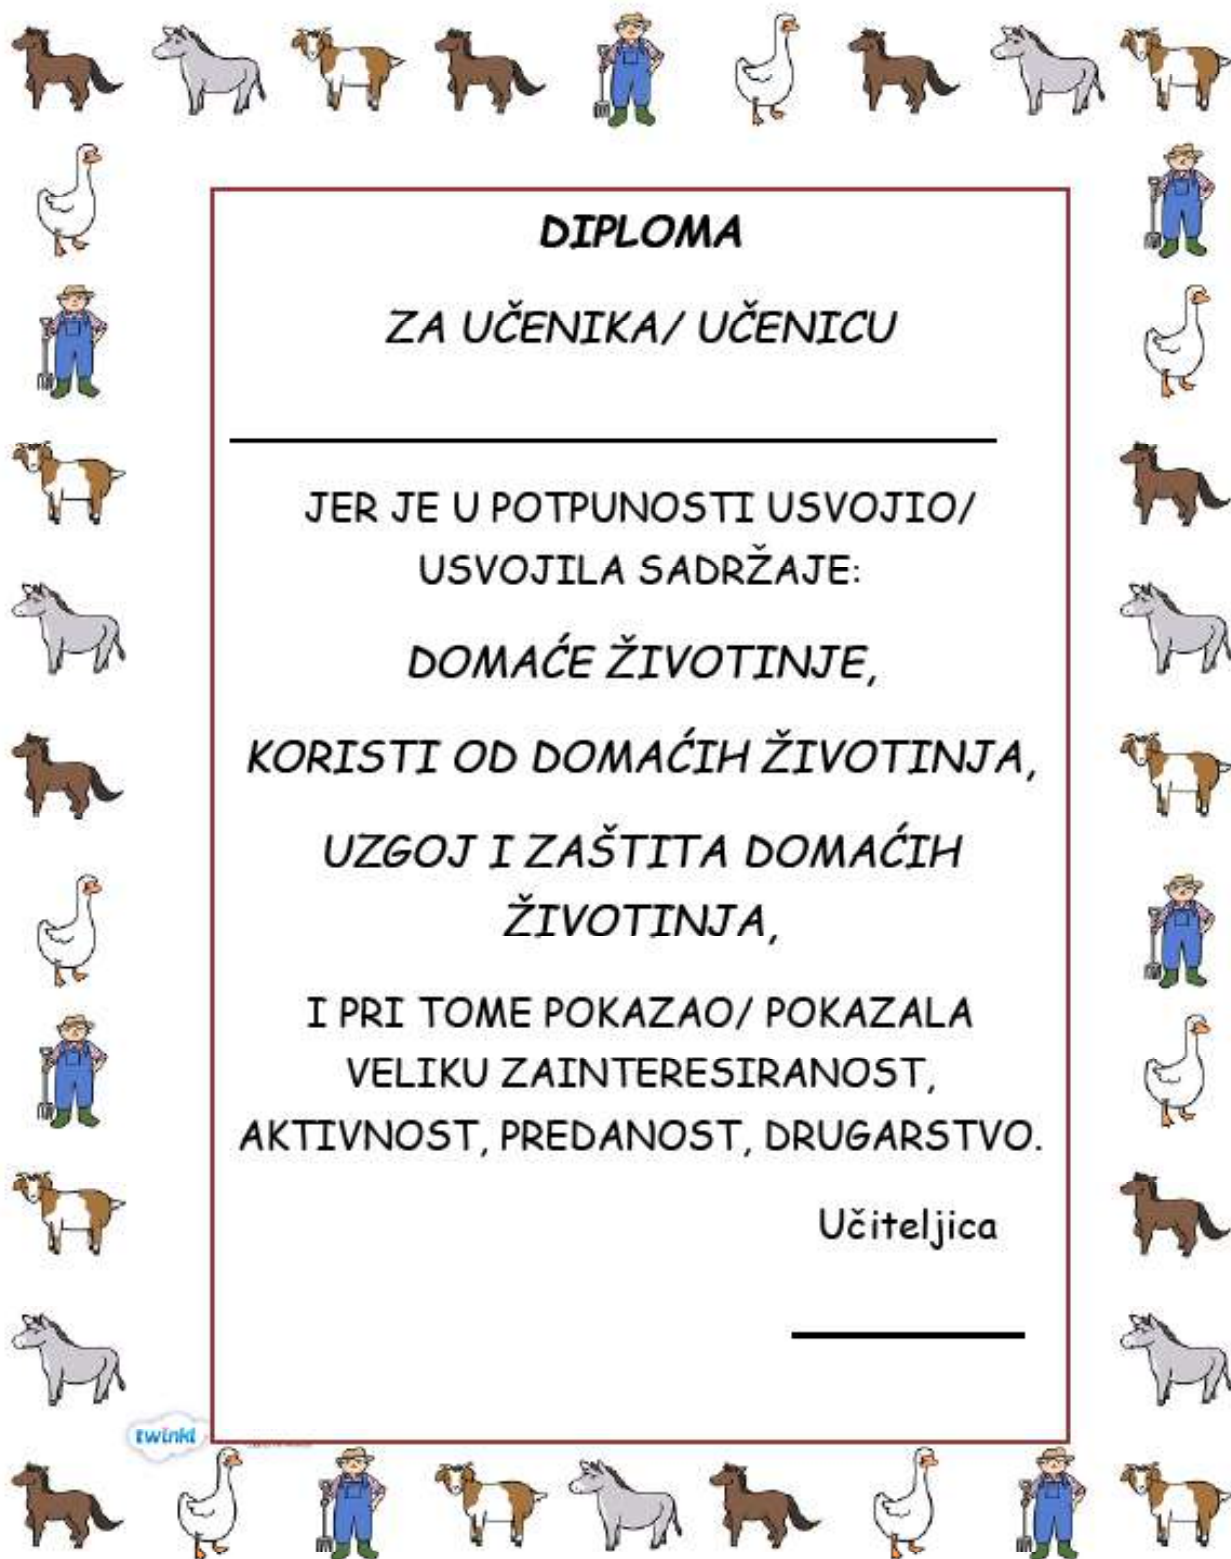 DIPLOMA
ZA UČENIKA/ UČENICU
JER JE U POTPUNOSTI USVOJIO/
USVOJILA SADRŽAJE:
DOMAĆE ŽIVOTINJE,
KORISTI OD DOMAĆIH ŽIVOTINJA,
UZGOJ I ZAŠTITA DOMAĆIH
ŽIVOTINJA,
I PRI TOME POKAZAO/ POKAZALA
VELIKU ZAINTERESIRANOST,
AKTIVNOST, PREDANOST, DRUGARSTVO.
Učiteljica
twinkl